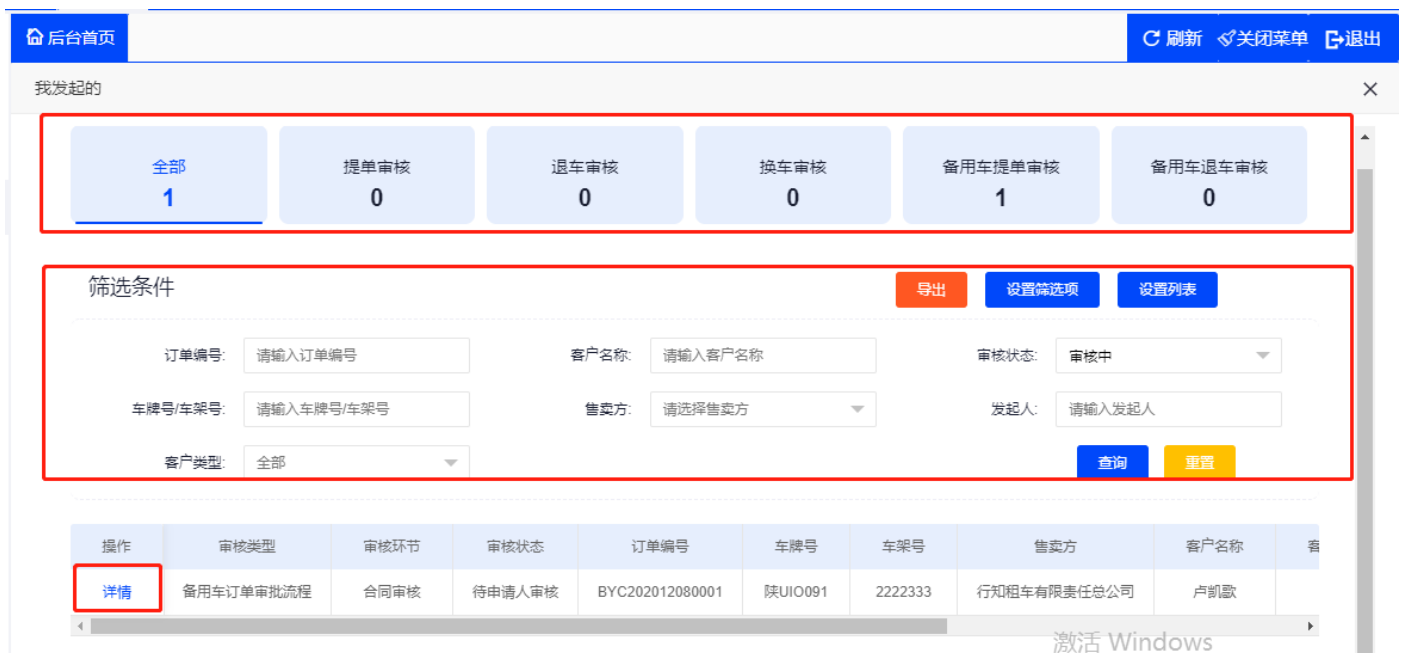 后台首页 刷新 关闭菜单 退出
我发起的
全部 提单审核 退车审核 换车审核 备用车提单审核 备用车退车审核
1 0 0 0 1 0
筛选条件 导出 设置筛选项 设置列表
订单编号: 请输入订单编号 客户名称: 请输入客户名称 审核状态: 审核中
车牌号/车架号: 请输入车牌号/车架号 售卖方: 请选择售卖方 发起人: 请输入发起人
客户类型: 全部 查询 重置
操作 审核类型 审核环节 审核状态 订单编号 车牌号 车架号 售卖方 客户名称 客
详情 备用车订单审批流程 合同审核 待申请人审核 BYC202012080001 陕UIO091 2222333 行知租车有限责任总公司 卢凯歌
激活 Windows